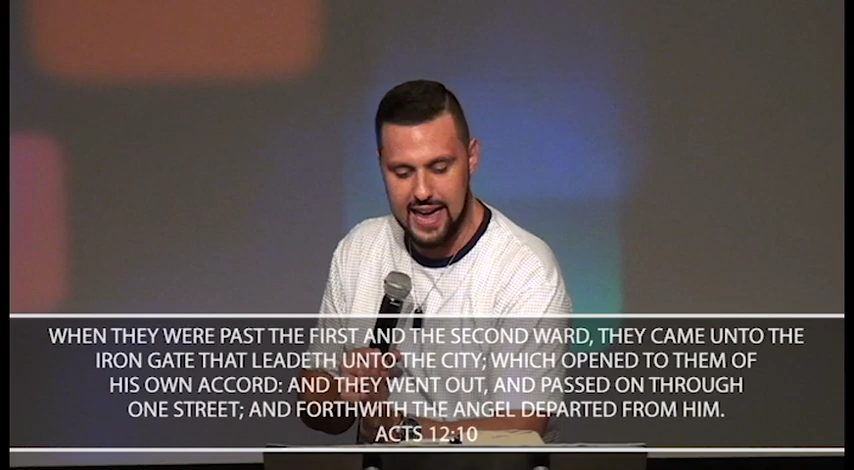 WHEN THEY WERE PAST THE FIRST AND THE SECOND WARD, THEY CAME UNTO THE
IRON GATE THAT LEADETH UNTO THE CITY; WHICH OPENED TO THEM OF
HIS OWN ACCORD: AND THEY WENT OUT, AND PASSED ON THROUGH
ONE STREET; AND FORTHWITH THE ANGEL DEPARTED FROM HIM.
ACTS 12:10